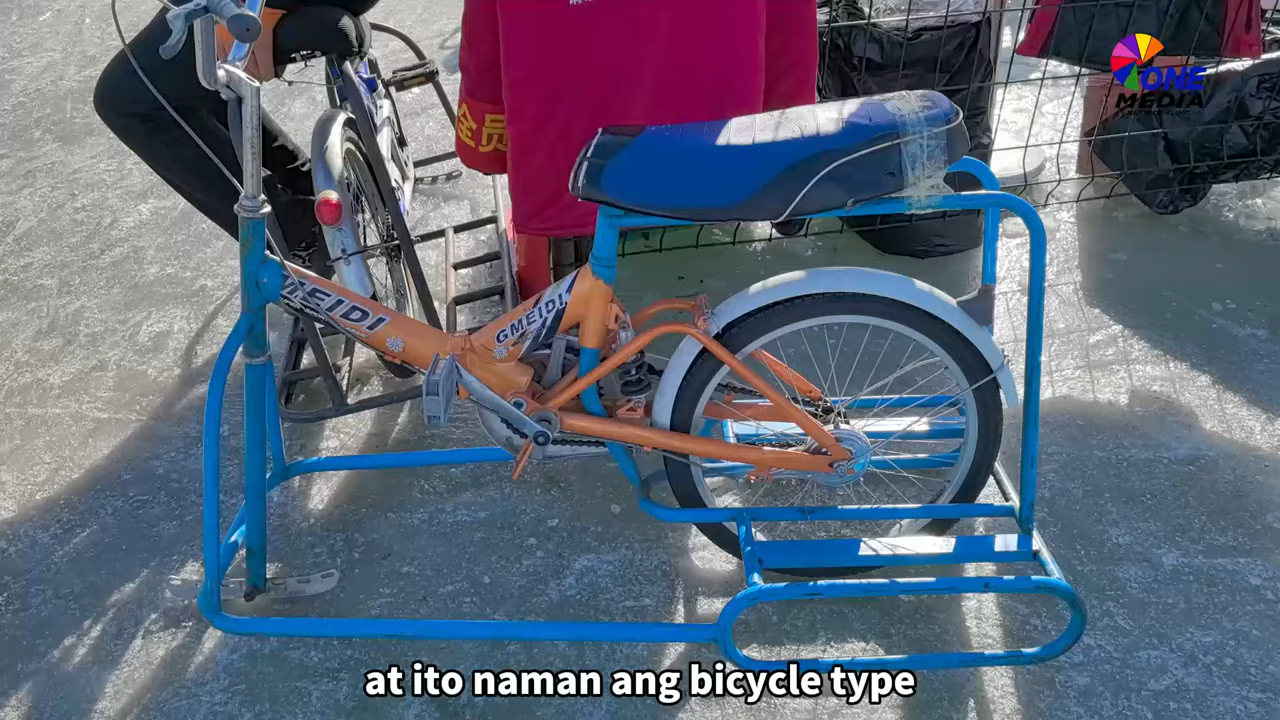 ONE
MEDIA
全员
GMEIDI
GMEIDI
at ito naman ang bicycle type